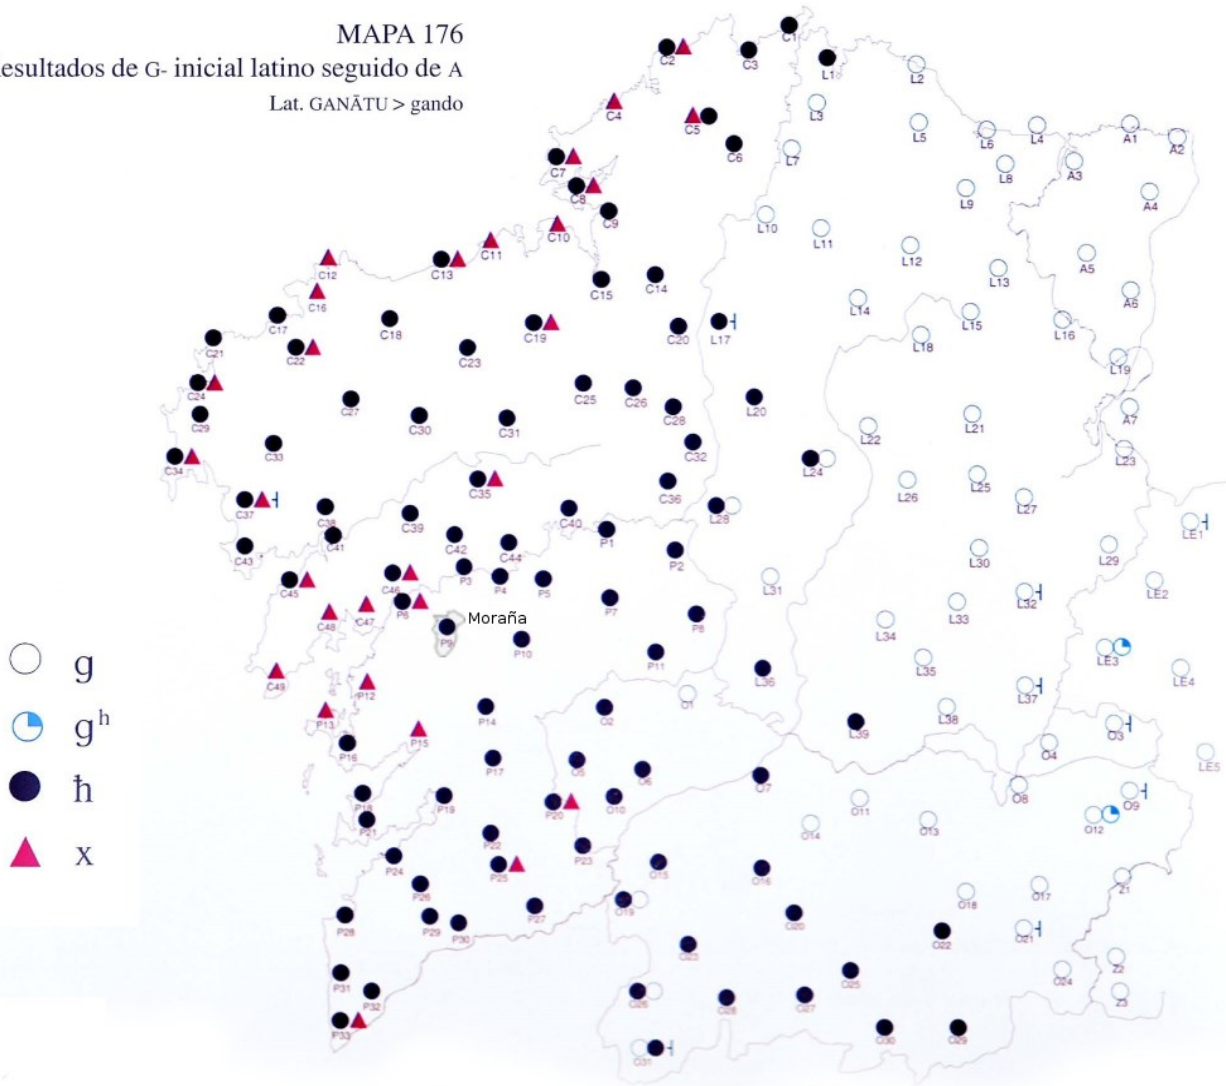 MAPA 176
esultados de G- inicial latino seguido de A
Lat. GANĀTU > gando
C1
C2
C3
L1
L2
C4
C5
L3
L5
L6
L4
A1
A2
C6
L7
C7
L8
A3
C8
L9
A4
C9
L10
C10
L11
C11
L12
A5
C12
C13
L13
C15
C14
C16
L14
A6
C17
C18
L15
L16
C19
C20
L17
C21
L18
C22
C23
L19
C24
C25
C26
L20
C27
C28
A7
C29
C30
C31
L21
L22
C32
C33
L23
C34
L24
C35
C36
L25
L26
C37
L27
C38
C39
C40
L28
LE1
C41
P1
C42
C44
C43
P2
L30
L29
P3
P4
P5
C45
C46
L31
LE2
L32
P6
C47
P7
L33
C48
Moraña
P8
L34
P9
P10
LE3
P11
L35
LE4
L36
C49
P12
L37
O1
P13
P14
O2
L38
L39
O3
P15
P16
O4
LE5
P17
O5
O6
O7
O8
P18
P19
O10
O11
O9
P20
P21
O14
O13
O12
P22
P23
P24
P25
O15
O16
P26
Z1
O17
O18
P27
O19
P28
P29
P30
O20
O22
O21
O23
Z2
P31
O25
O24
P32
O26
O28
O27
Z3
P33
O30
O29
O31
g
gʰ
ħ
x